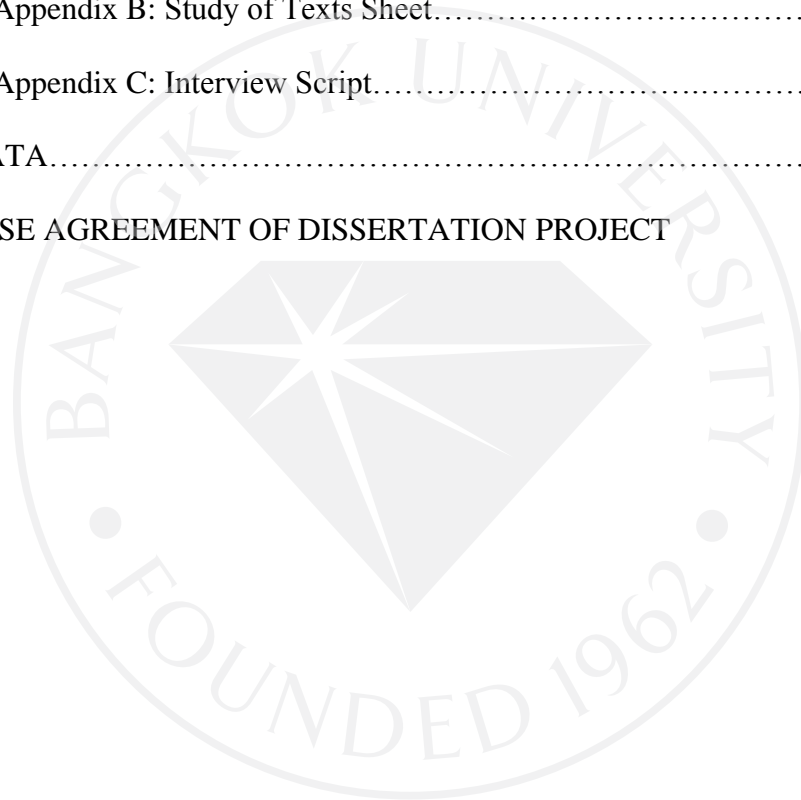 Appendix B: Study of Texts Sheet……………………………………
Appendix C: Interview Script……………………………….…………
ATA……………………………………………………………………
SE AGREEMENT OF DISSERTATION PROJECT
BANGKOK UNIVERSITY
FOUNDED 1962